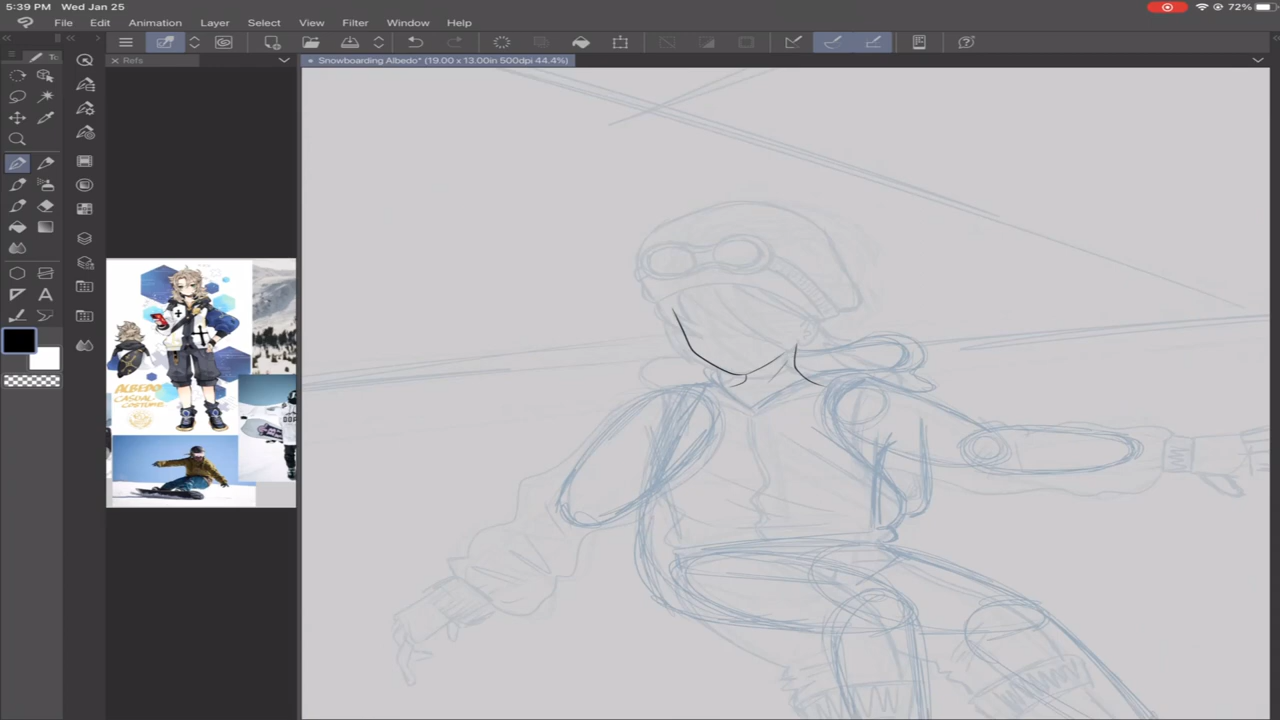 5:39 PM Wed Jan 25
72%
File Edit Animation Layer Select View Filter Window Help
Refs
Snowboarding Albedo* (19.00 x 13.00in 500dpi 44.4%)
ALBEDO
CASUAL
COSTUME